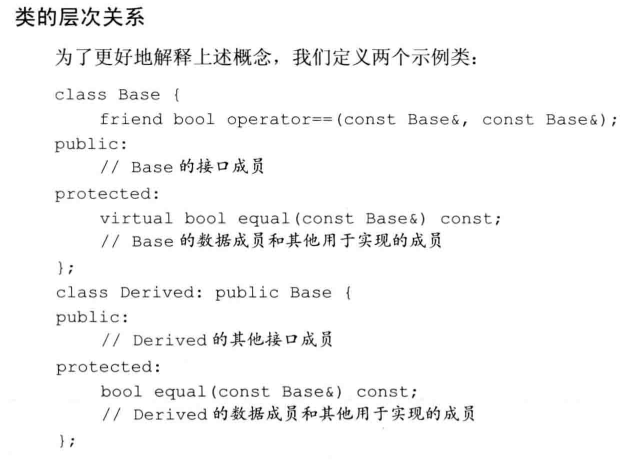 类的层次关系
为了更好地解释上述概念，我们定义两个示例类：
class Base {
    friend bool operator==(const Base&, const Base&);
public:
    // Base 的接口成员
protected:
    virtual bool equal(const Base&) const;
    // Base 的数据成员和其他用于实现的成员
};
class Derived: public Base {
public:
    // Derived 的其他接口成员
protected:
    bool equal(const Base&) const;
    // Derived 的数据成员和其他用于实现的成员
};